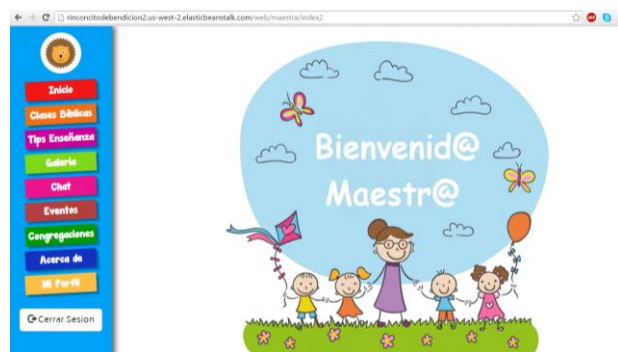 rinconcitodebendicion2.us-west-2.elasticbeanstalk.com/web/maestra/index2
Inicio
Clases Bíblicas
Tips Enseñanza
Galeria
Chat
Eventos
Congregaciones
Acerca de
Mi Perfil
Cerrar Sesion
Bienvenid@
Maestr@